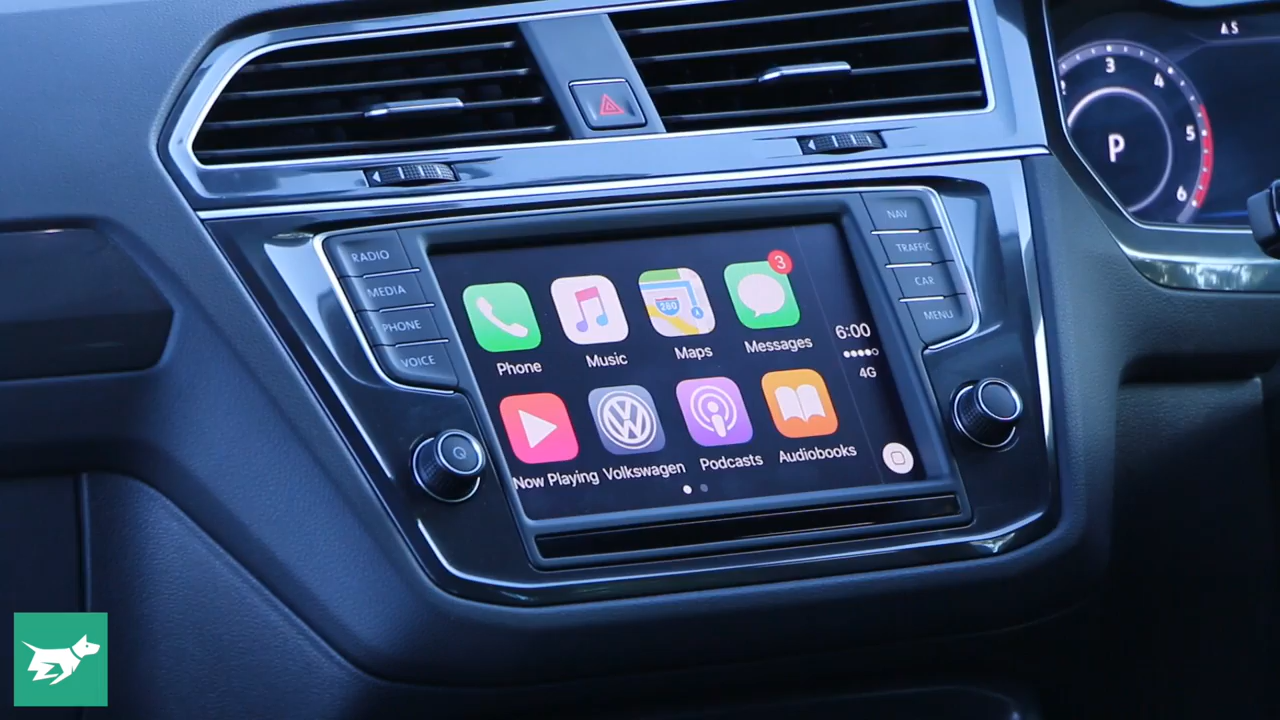 A S
3
4
5
6
P
RADIO
MEDIA
PHONE
VOICE
NAV
TRAFFIC
CAR
MENU
3
280
Phone
Music
Maps
Messages
6:00
4G
Now Playing
Volkswagen
Podcasts
Audiobooks